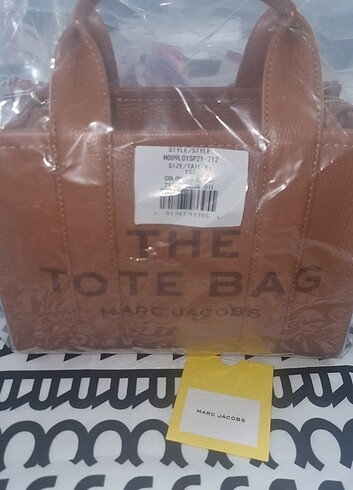 STYLE/STYLE
H009L01SP21-212
SIZE/TAILLE
THE
TOTE BAG
MARC JACOBS
MARC JACOBS